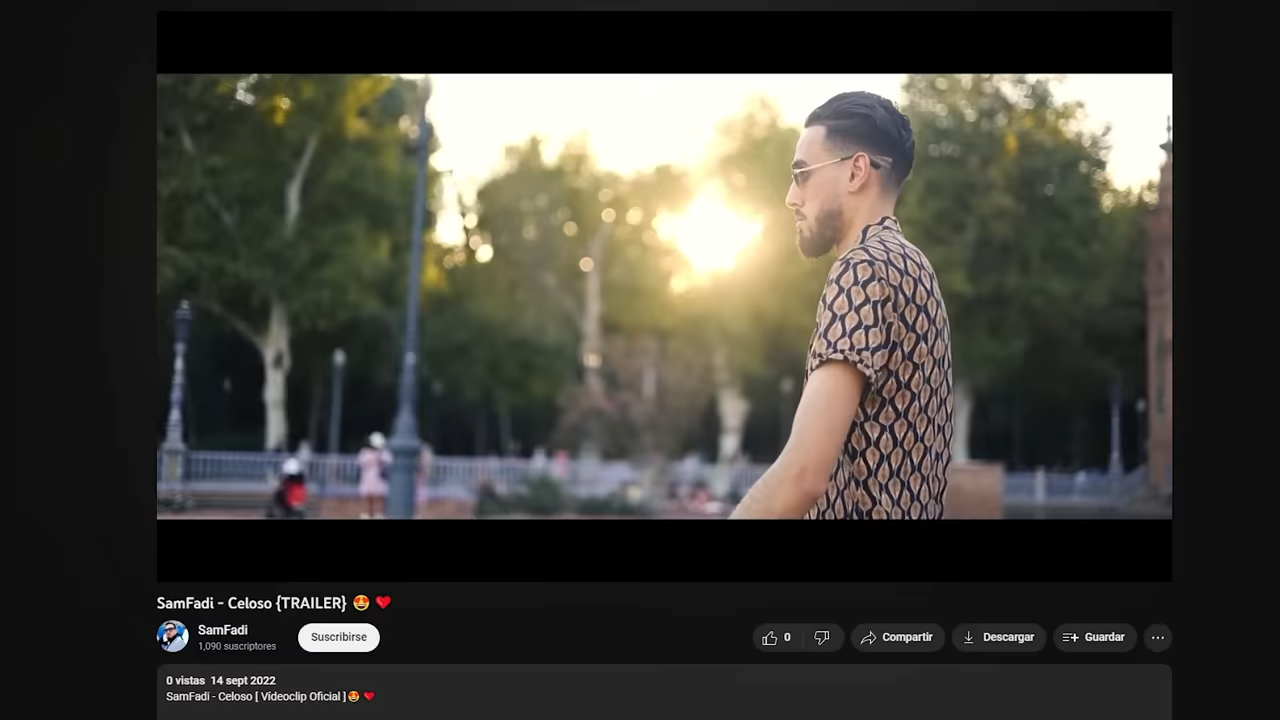 SamFadi - Celoso {TRAILER} 😍 ❤️
SamFadi
1,090 suscriptores
Suscribirse
0
Compartir
Descargar
Guardar
0 vistas 14 sept 2022
SamFadi - Celoso [ Videoclip Oficial ]😍 ❤️